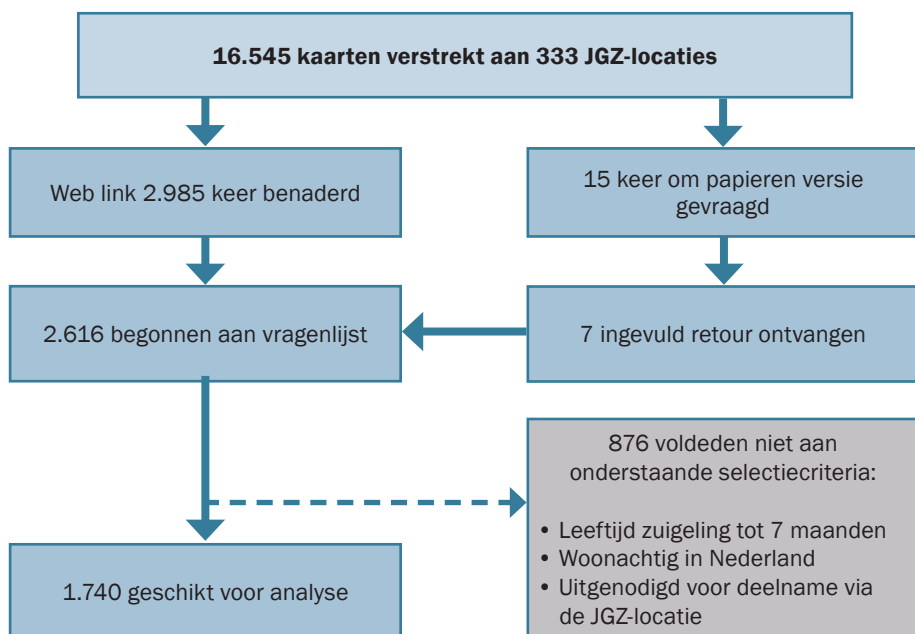 16.545 kaarten verstrekt aan 333 JGZ-locaties
Web link 2.985 keer benaderd
15 keer om papieren versie
gevraagd
2.616 begonnen aan vragenlijst
7 ingevuld retour ontvangen
876 voldeden niet aan
onderstaande selectiecriteria:
• Leeftijd zuigeling tot 7 maanden
• Woonachtig in Nederland
• Uitgenodigd voor deelname via
de JGZ-locatie
1.740 geschikt voor analyse